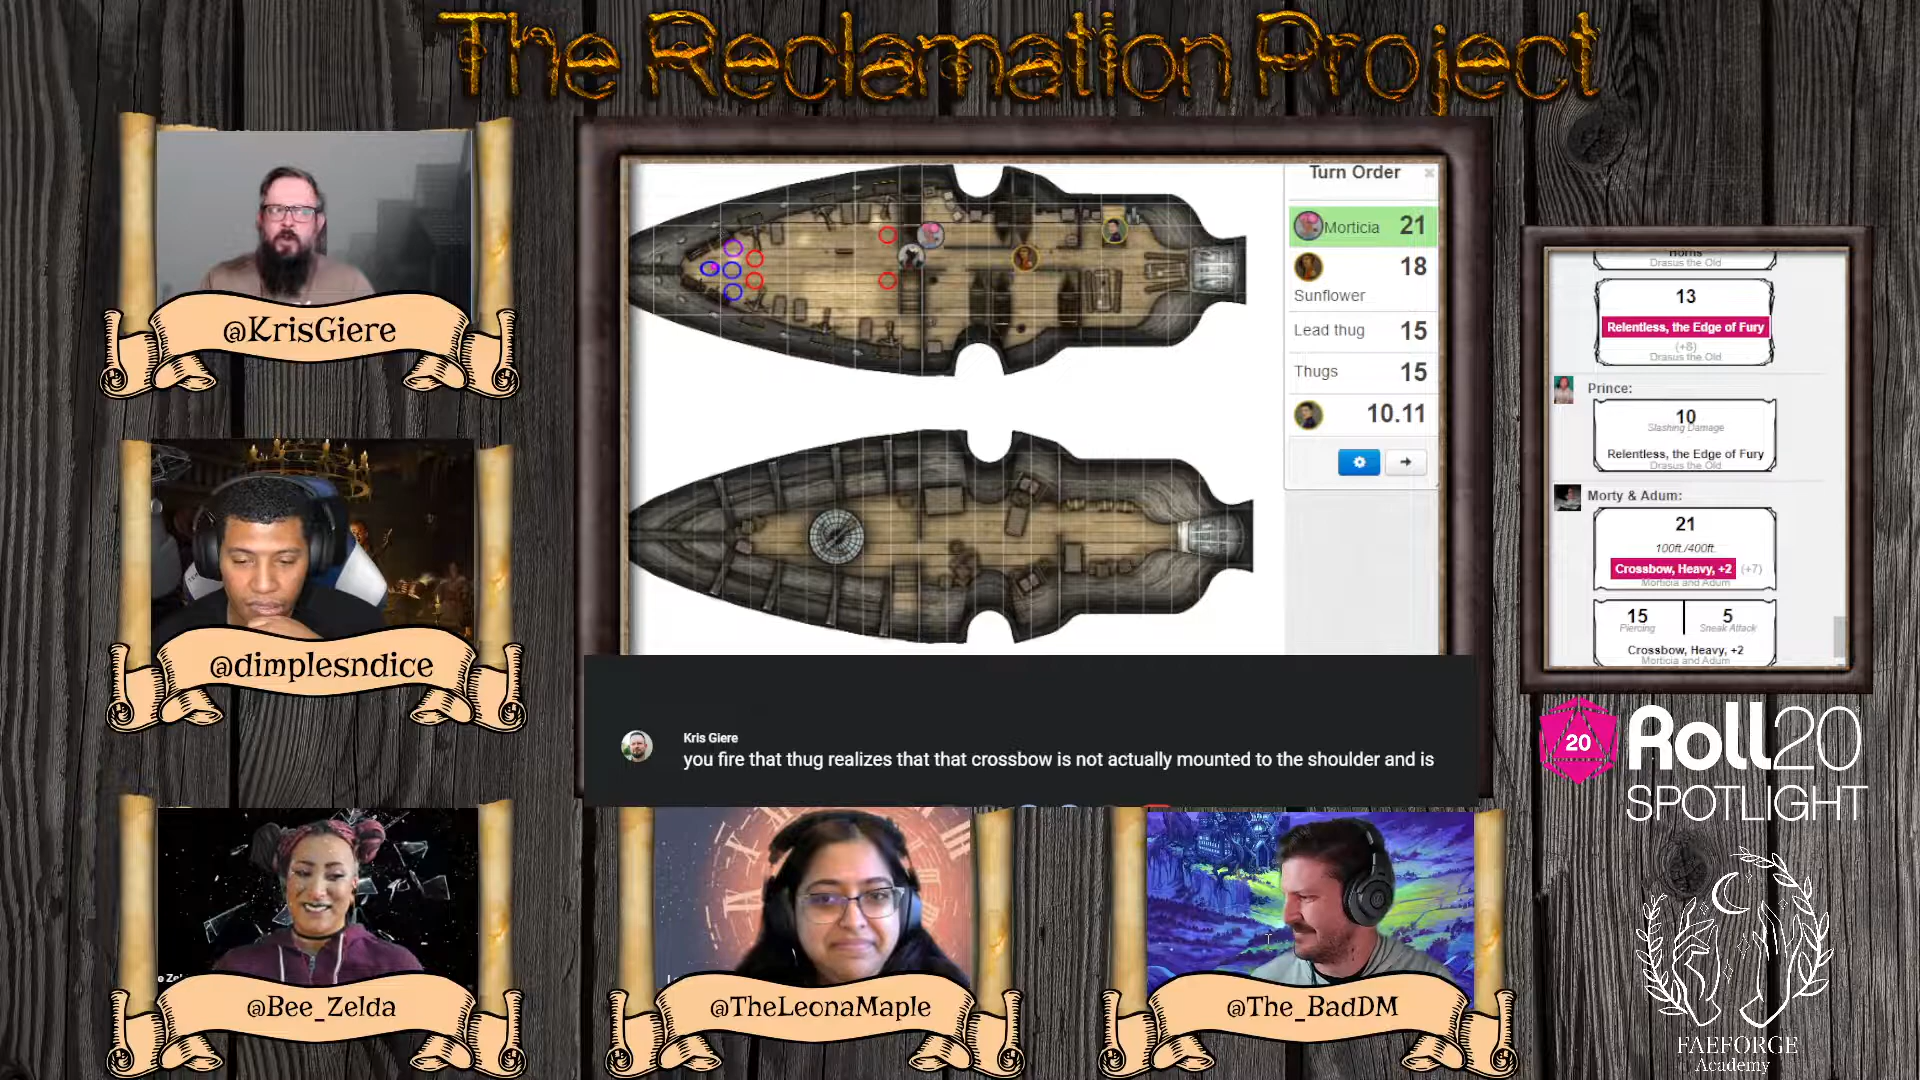 The Reclamation Project
@KrisGiere
@dimplesndice
@Bee_Zelda
@TheLeonaMaple
@The_BadDM
Turn Order
Morticia 21
18
Sunflower
Lead thug 15
Thugs 15
10.11
Kris Giere
you fire that thug realizes that that crossbow is not actually mounted to the shoulder and is
Horns
Drasus the Old
13
Relentless, the Edge of Fury
(+8)
Drasus the Old
Prince:
10
Slashing Damage
Relentless, the Edge of Fury
Drasus the Old
Morty & Adum:
21
100ft./400ft.
Crossbow, Heavy, +2 (+7)
Morticia and Adum
15 5
Piercing Sneak Attack
Crossbow, Heavy, +2
Morticia and Adum
20
Roll20
SPOTLIGHT
FAEFORGE
Academy